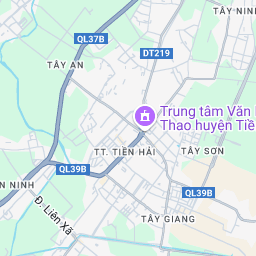 TÂY NINH
QL37B
ĐT219
TÂY AN
Trung tâm Văn
Thao huyện Tiề
TT. TIỀN HẢI
TÂY SƠN
QL39B
QL39B
N NINH
Đ. Liên Xã
TÂY GIANG